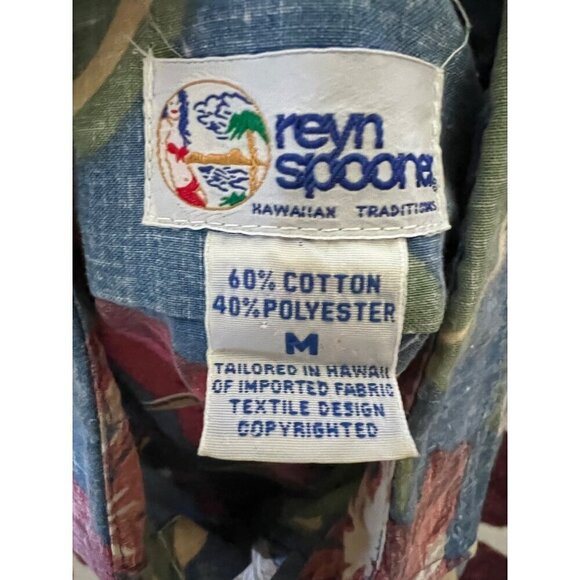 reyn
spooner®
HAWAIIAN TRADITIONS
60% COTTON
40% POLYESTER
M
TAILORED IN HAWAII
OF IMPORTED FABRIC
TEXTILE DESIGN
COPYRIGHTED